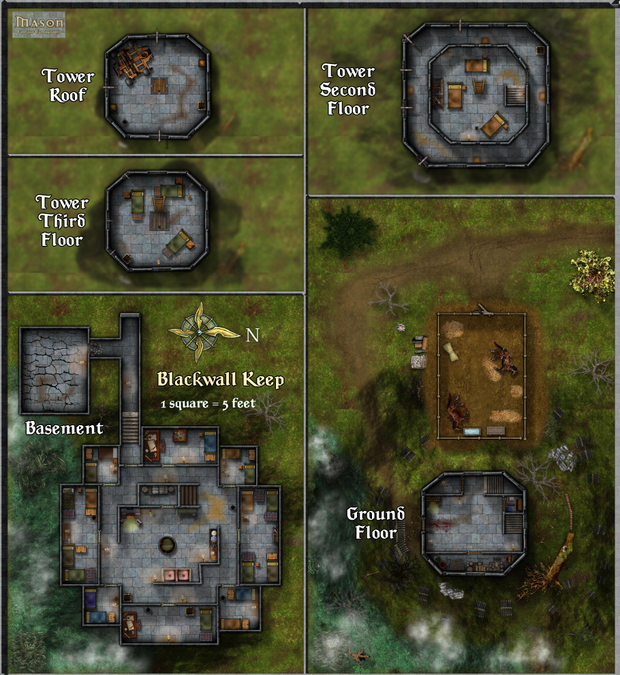 Mason
Tower
Roof
Tower
Second
Floor
Tower
Third
Floor
N
Blackwall Keep
1 square = 5 feet
Basement
Ground
Floor